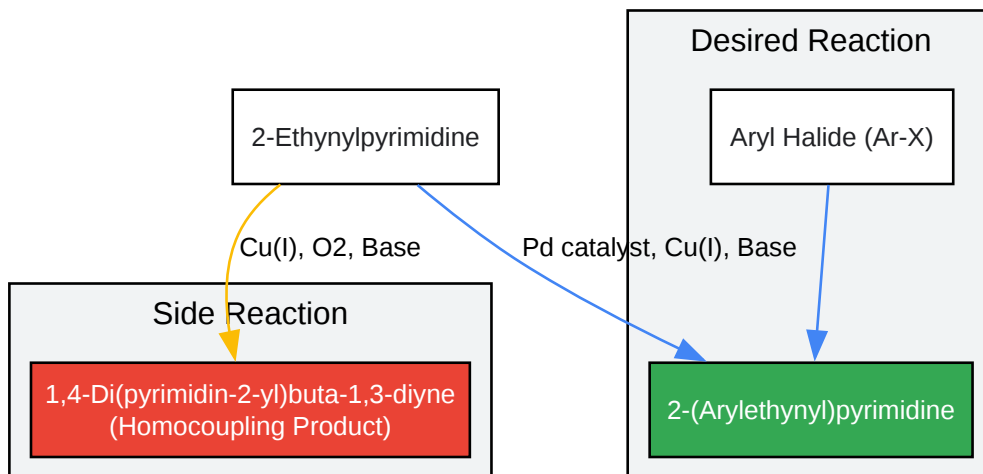 Desired Reaction
2-Ethynylpyrimidine
Aryl Halide (Ar-X)
Cu(I), O2, Base
Pd catalyst, Cu(I), Base
Side Reaction
1,4-Di(pyrimidin-2-yl)buta-1,3-diyne
(Homocoupling Product)
2-(Arylethynyl)pyrimidine